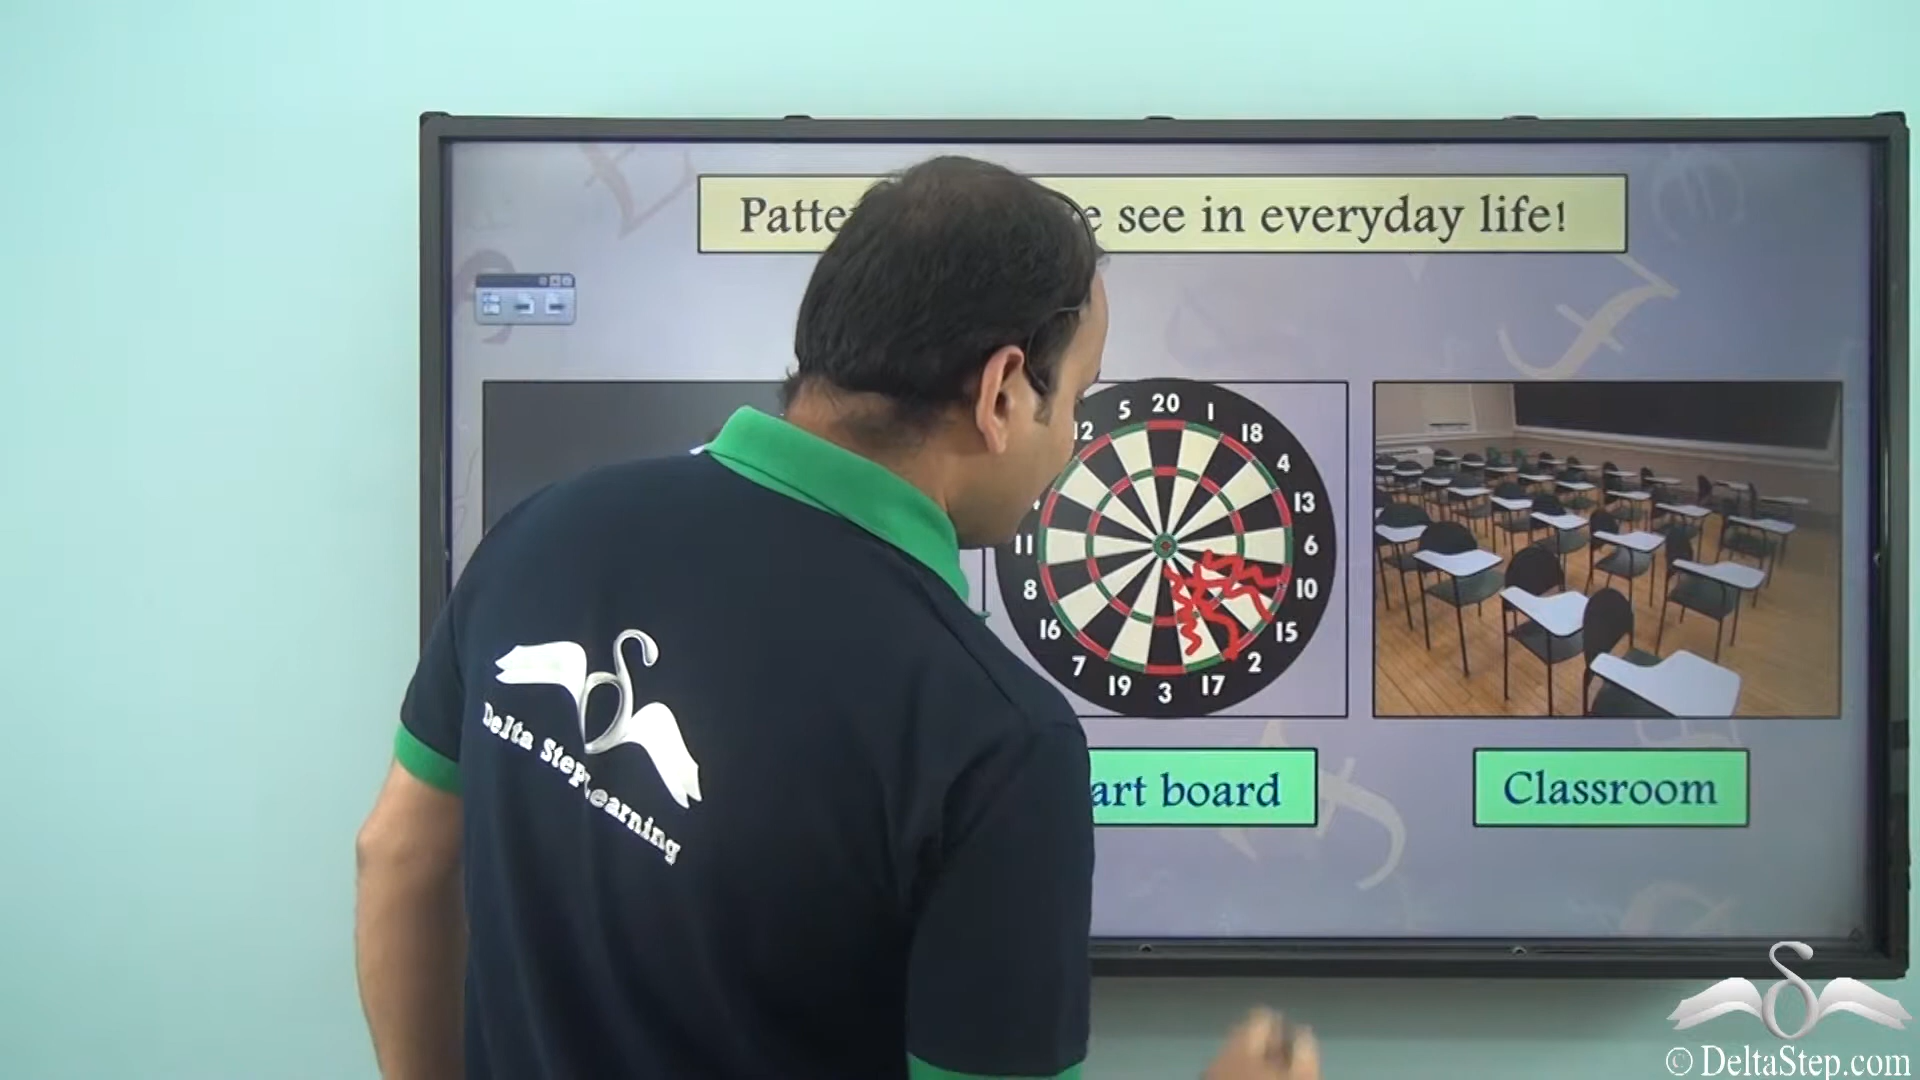 Patte e see in everyday life!
5 20 1
12 18
4
13
11 6
8 10
16 15
7 2
19 3 17
art board
Classroom
Delta Step Learning
© DeltaStep.com